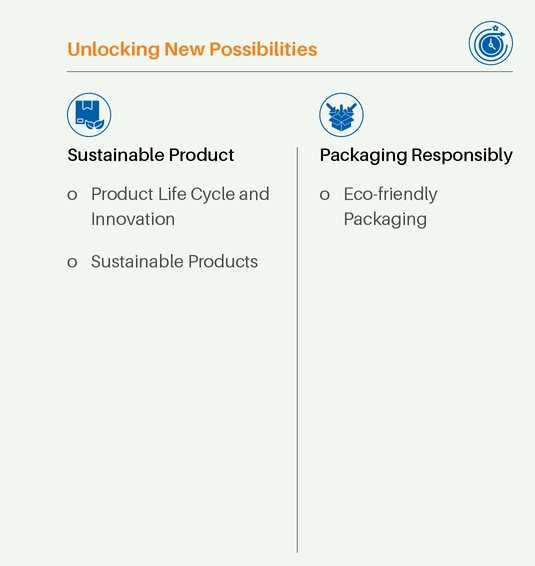 Unlocking New Possibilities
Sustainable Product
o Product Life Cycle and
Innovation
o Sustainable Products
Packaging Responsibly
o Eco-friendly
Packaging